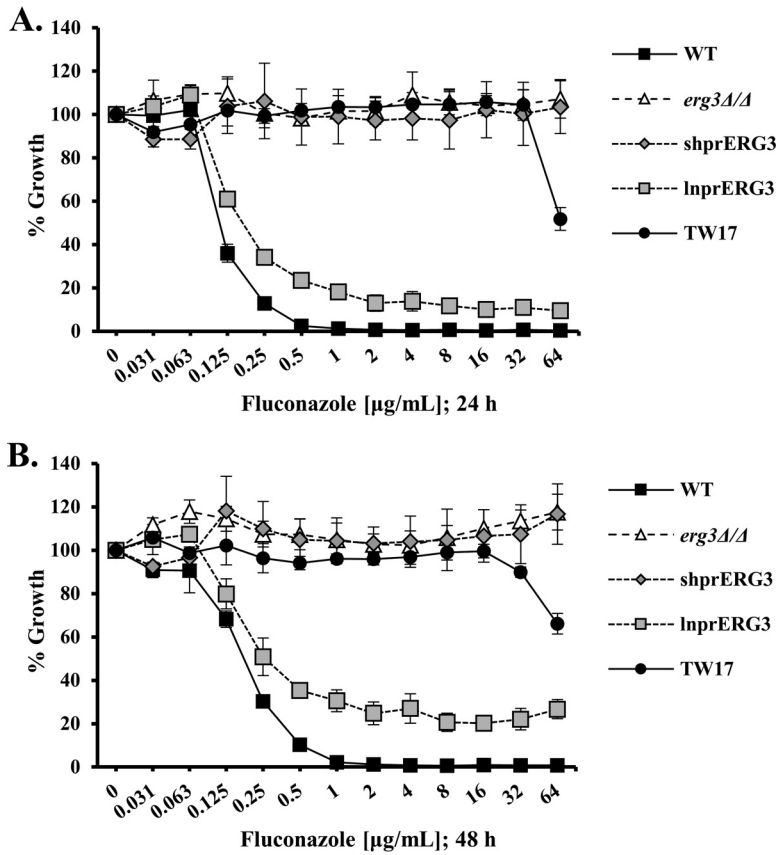 A.
140
120
100
80
60
40
20
0
% Growth
0
0.031
0.063
0.125
0.25
0.5
1
2
4
8
16
32
64
Fluconazole [µg/mL]; 24 h
WT
erg3Δ/Δ
shprERG3
lnprERG3
TW17
B.
140
120
100
80
60
40
20
0
% Growth
0
0.031
0.063
0.125
0.25
0.5
1
2
4
8
16
32
64
Fluconazole [µg/mL]; 48 h
WT
erg3Δ/Δ
shprERG3
lnprERG3
TW17